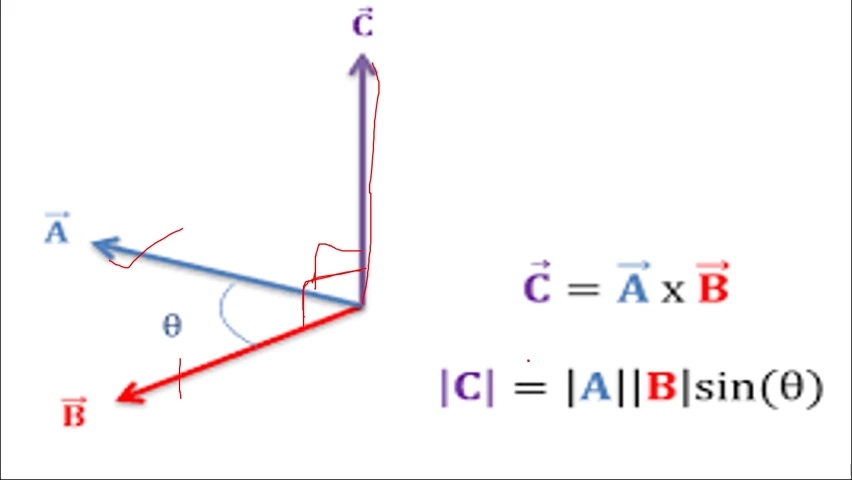 C⃗
A⃗
θ
B⃗
C⃗ = A⃗ x B⃗
|C| = |A||B|sin(θ)